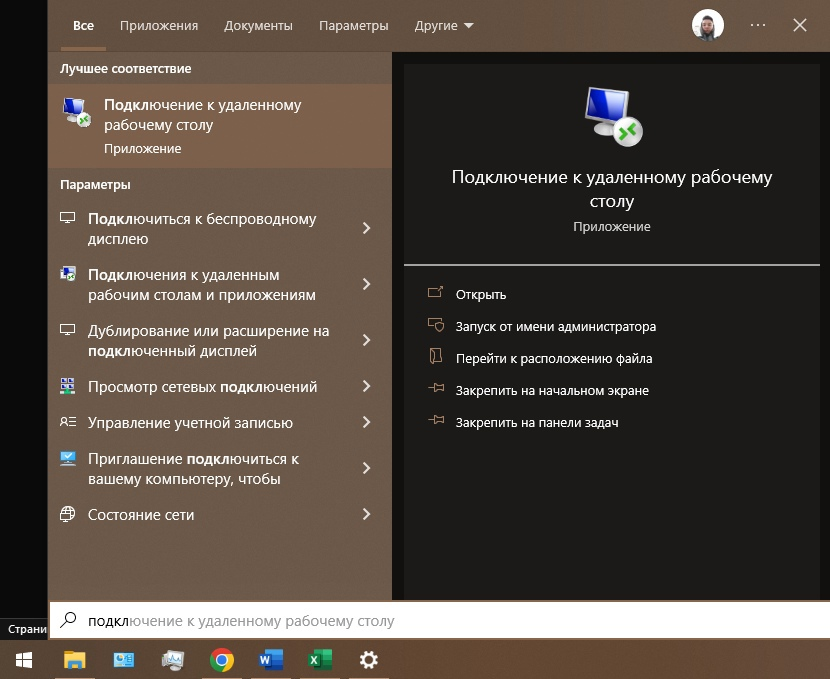 Все
Приложения
Документы
Параметры
Другие
Лучшее соответствие
Подключение к удаленному
рабочему столу
Приложение
Параметры
Подключиться к беспроводному
дисплею
Подключения к удаленным
рабочим столам и приложениям
Дублирование или расширение на
подключенный дисплей
Просмотр сетевых подключений
Управление учетной записью
Приглашение подключиться к
вашему компьютеру, чтобы
Состояние сети
Подключение к удаленному рабочему
столу
Приложение
Открыть
Запуск от имени администратора
Перейти к расположению файла
Закрепить на начальном экране
Закрепить на панели задач
подключение к удаленному рабочему столу
Страни